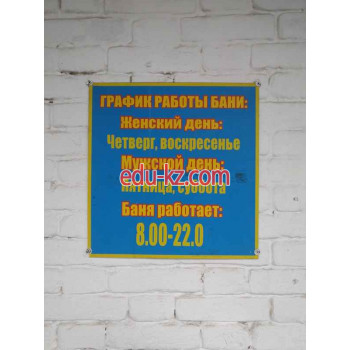 ГРАФИК РАБОТЫ БАНИ:
Женский день:
Четверг, воскресенье
Мужской день:
edu-kz.com
пятница, суббота
Баня работает:
8.00-22.0